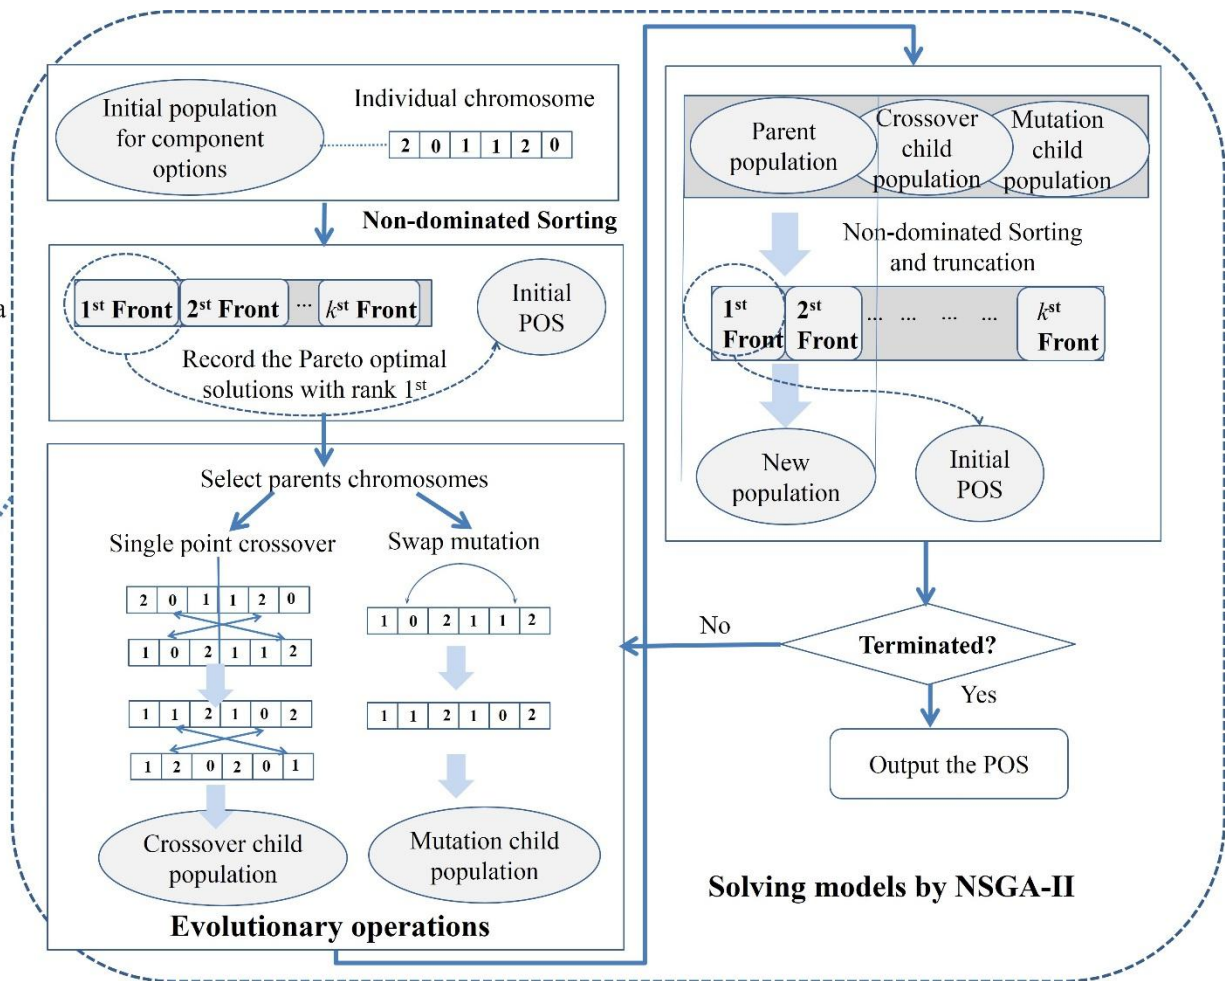 Initial population
for component
options
Individual chromosome
2 0 1 1 2 0
Non-dominated Sorting
1st Front 2st Front ... kst Front
Initial
POS
Record the Pareto optimal
solutions with rank 1st
a
Select parents chromosomes
Single point crossover
2 0 1 1 2 0
1 0 2 1 1 2
1 1 2 1 0 2
1 2 0 2 0 1
Crossover child
population
Swap mutation
1 0 2 1 1 2
1 1 2 1 0 2
Mutation child
population
Evolutionary operations
Parent
population
Crossover
child
population
Mutation
child
population
Non-dominated Sorting
and truncation
1st
Front
2st
Front
... ... ... ...
kst
Front
New
population
Initial
POS
Terminated?
No
Yes
Output the POS
Solving models by NSGA-II